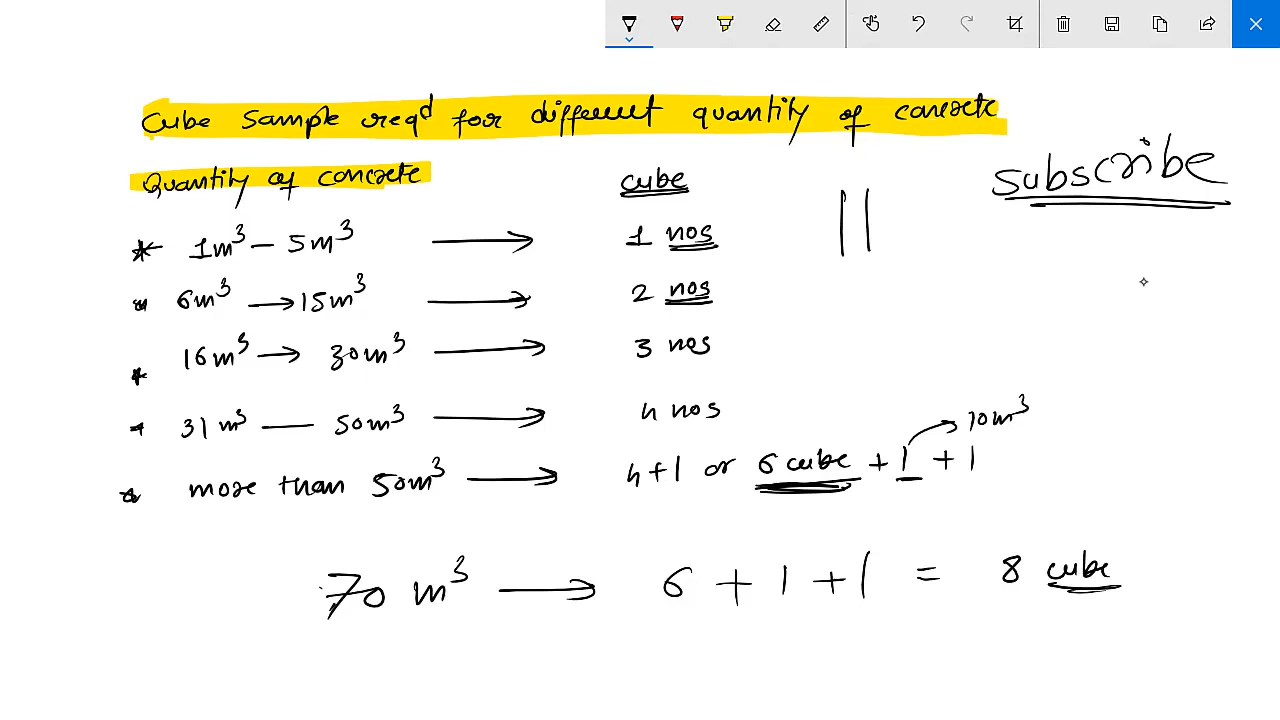 Cube sample reqd for different quantity of concrete
Quantity of concrete cube
subscribe
* 1m³ - 5m³ → 1 nos
* 6m³ → 15m³ → 2 nos
* 16m³ → 30m³ → 3 nos
* 31m³ — 50m³ → 4 nos
10m³
* more than 50m³ → 4+1 or 6 cube + 1 + 1
70 m³ → 6 + 1 + 1 = 8 cube